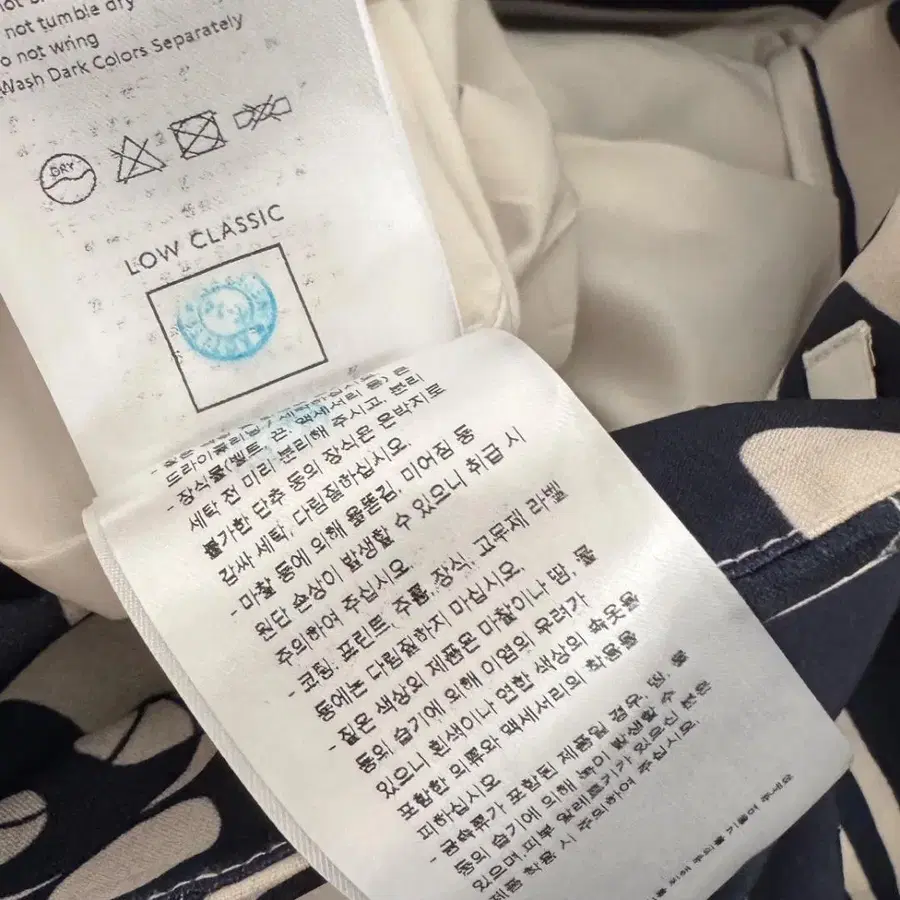 not tumble dry
not wring
Wash Dark Colors Separately
DRY
LOW CLASSIC
장식물(벨트, 끈, 액세서리 등)
세탁 전 미리 분리해 주시고, 분리
불가한 단추 등의 장식은 은박지로
감싸 세탁, 다림질하십시오.
- 마찰 등에 의해 올뜯김, 미어짐 등
원단 손상이 발생할 수 있으니 취급 시
주의하여 주십시오.
- 코팅, 프린트, 주름, 장식, 고무제 라벨
등에는 다림질하지 마십시오.
- 짙은 색상의 제품은 마찰이나 땀, 물
등의 습기에 의해 이염의 우려가
있으니 흰색이나 연한 색상의 속옷을
포함한 의류와 액세서리의 착용을
피하십시오
- 금속류가 포함된 제품일 경우, 땀, 물
등의 습기에 의해 녹이 발생할 수
있으며,피부 알레르기가 있으신 분은
제품 착용 시 주의하여 주십시오.